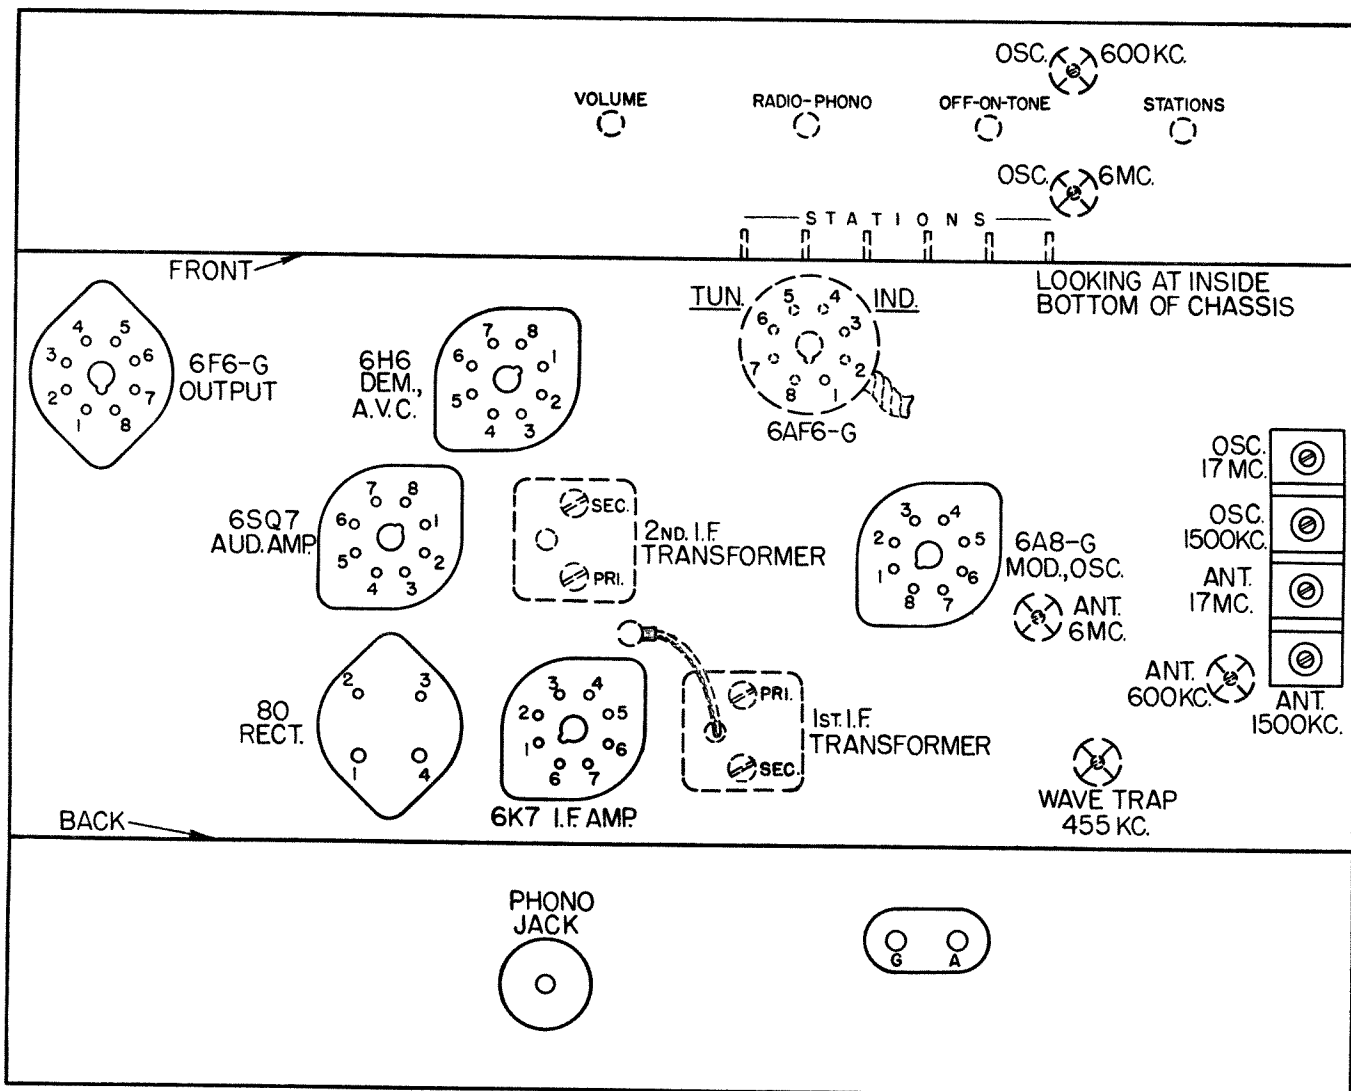 OSC. 600KC.
VOLUME
RADIO-PHONO
OFF-ON-TONE
STATIONS
OSC. 6MC.
STATIONS
FRONT
LOOKING AT INSIDE
BOTTOM OF CHASSIS
TUN. IND.
5 4
6 3
7 2
8 1
6AF6-G
4 5
3 6
2 7
1 8
6F6-G
OUTPUT
6H6
DEM.,
A.V.C.
7 8
6 1
5 2
4 3
6SQ7
AUD. AMP.
7 8
6 1
5 2
4 3
SEC.
PRI.
2ND. I.F.
TRANSFORMER
3 4
2 5
1 6
8 7
6A8-G
MOD., OSC.
ANT.
6MC.
OSC.
17MC.
OSC.
1500KC.
ANT.
17MC.
ANT.
1500KC.
ANT.
600KC.
80
RECT.
2 3
1 4
3 4
2 5
1 6
6 7
6K7 I.F. AMP.
PRI.
SEC.
1ST. I.F.
TRANSFORMER
WAVE TRAP
455 KC.
BACK
PHONO
JACK
G A